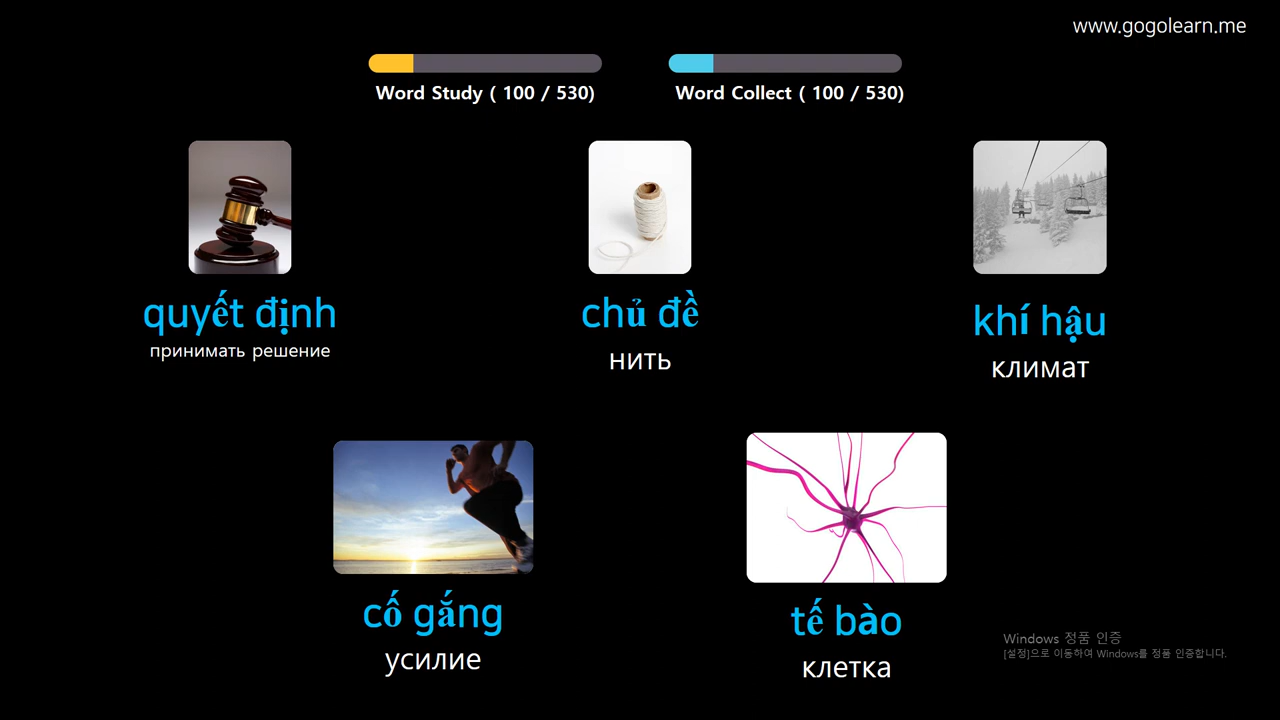 www.gogolearn.me
Word Study ( 100 / 530)
Word Collect ( 100 / 530)
quyết định
принимать решение
chủ đề
нить
khí hậu
климат
cố gắng
усилие
tế bào
клетка
Windows 정품 인증
[설정]으로 이동하여 Windows를 정품 인증합니다.